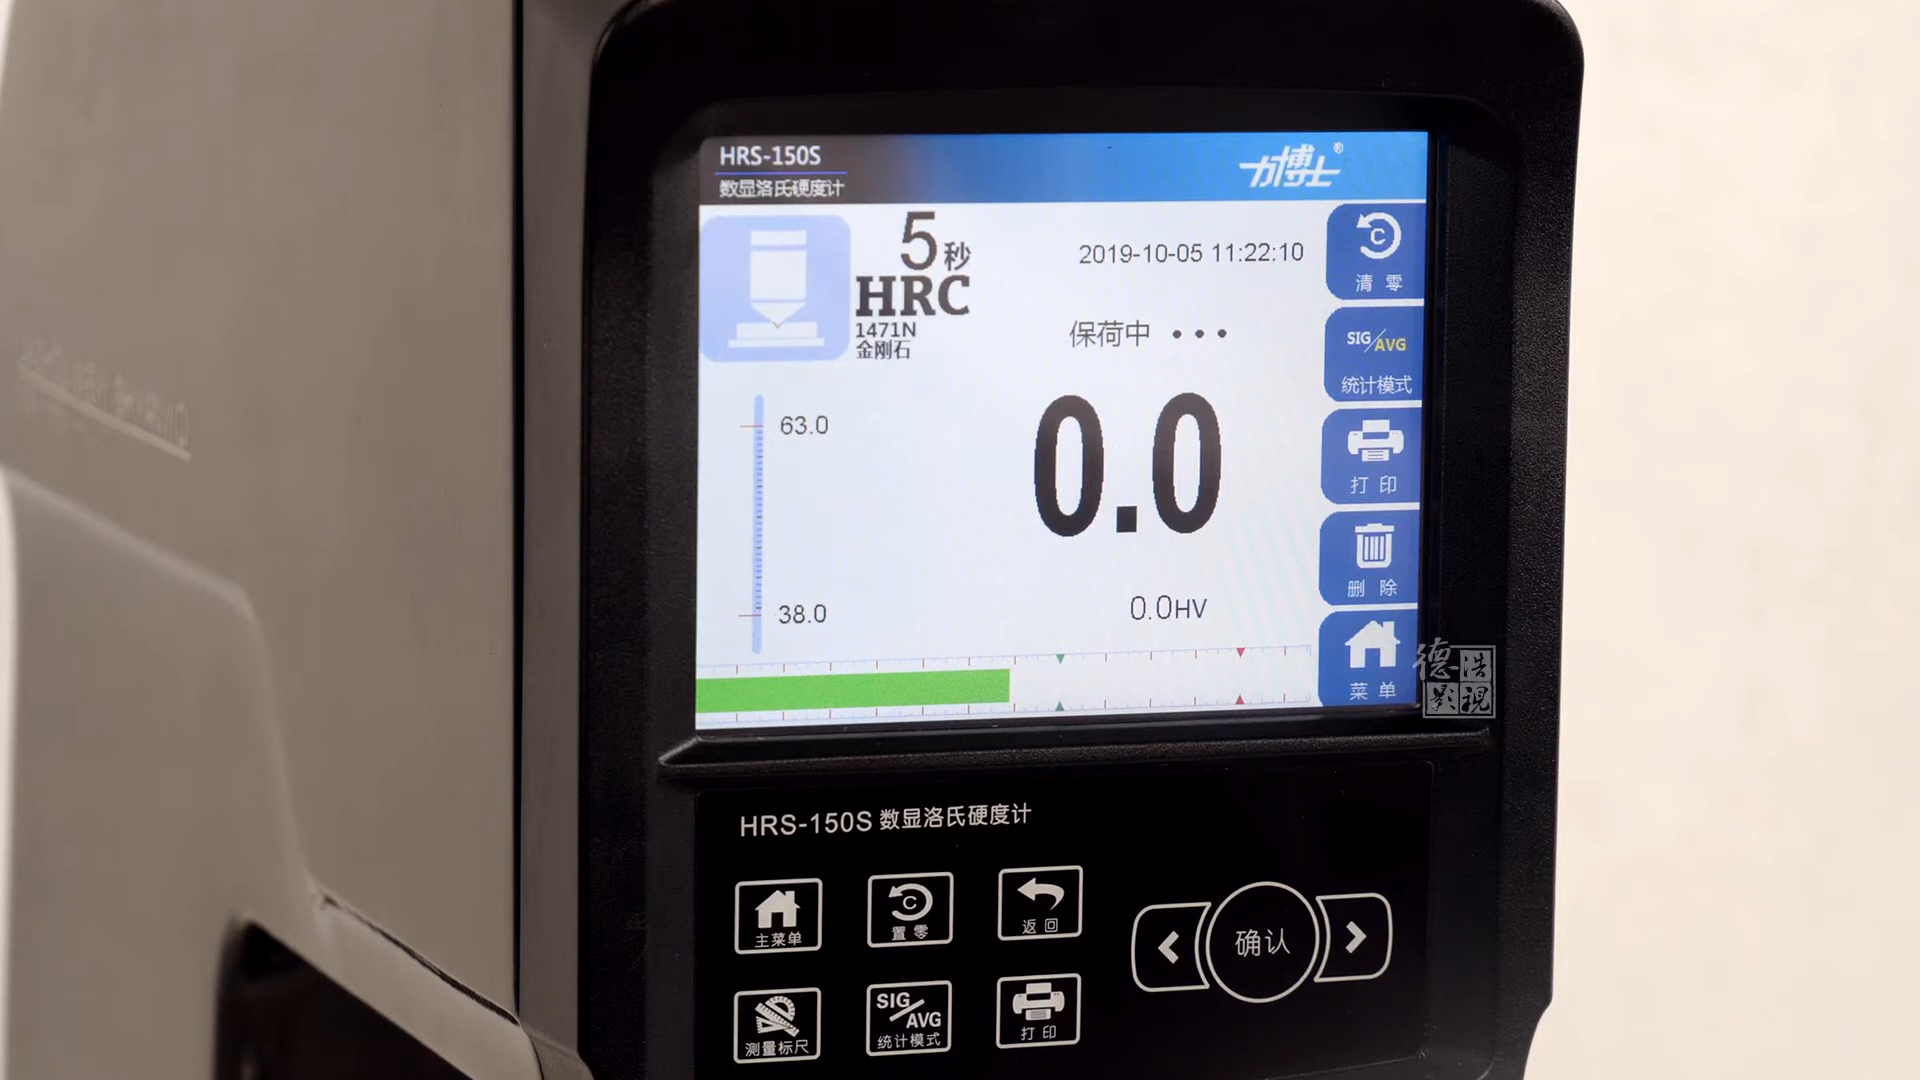 HRS-150S
数显洛氏硬度计
力博士®
5秒
HRC
1471N
金刚石
2019-10-05 11:22:10
保荷中 • • •
63.0
38.0
0.0
0.0HV
C
清 零
SIG/AVG
统计模式
打 印
删 除
菜 单
德浩
影视
HRS-150S 数显洛氏硬度计
主菜单
C
置 零
返 回
测量标尺
SIG/AVG
统计模式
打 印
确认